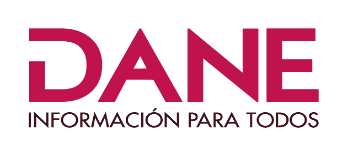 DANE
INFORMACIÓN PARA TODOS